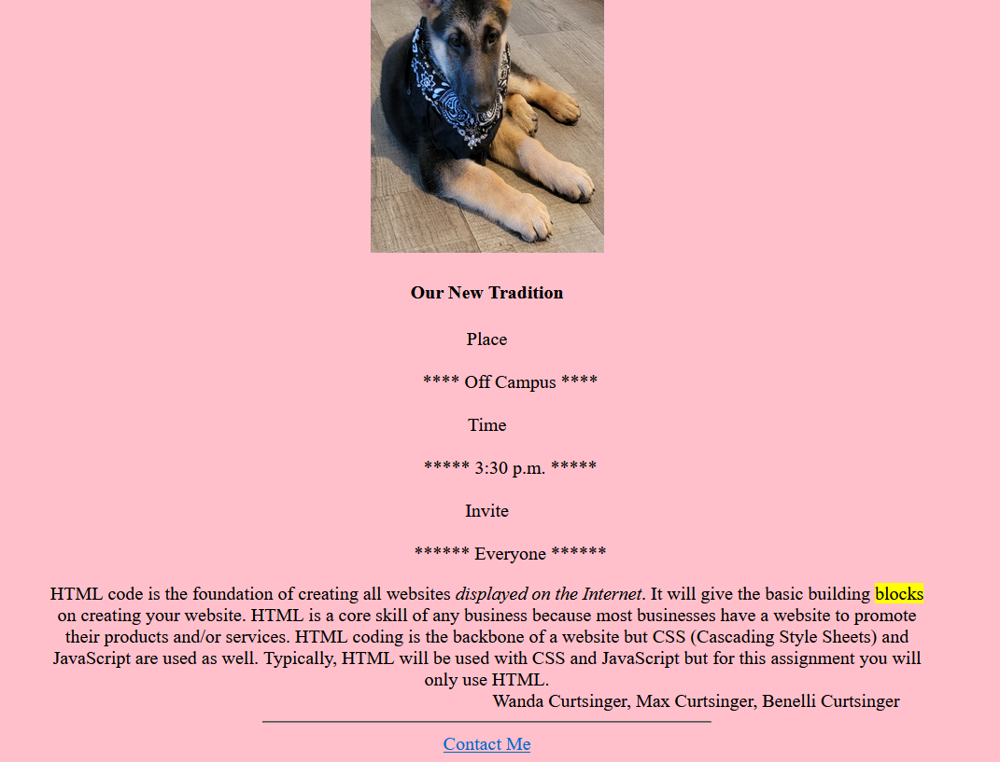 Our New Tradition
Place
**** Off Campus ****
Time
***** 3:30 p.m. *****
Invite
****** Everyone ******
HTML code is the foundation of creating all websites displayed on the Internet. It will give the basic building blocks
on creating your website. HTML is a core skill of any business because most businesses have a website to promote
their products and/or services. HTML coding is the backbone of a website but CSS (Cascading Style Sheets) and
JavaScript are used as well. Typically, HTML will be used with CSS and JavaScript but for this assignment you will
only use HTML.
Wanda Curtsinger, Max Curtsinger, Benelli Curtsinger
Contact Me